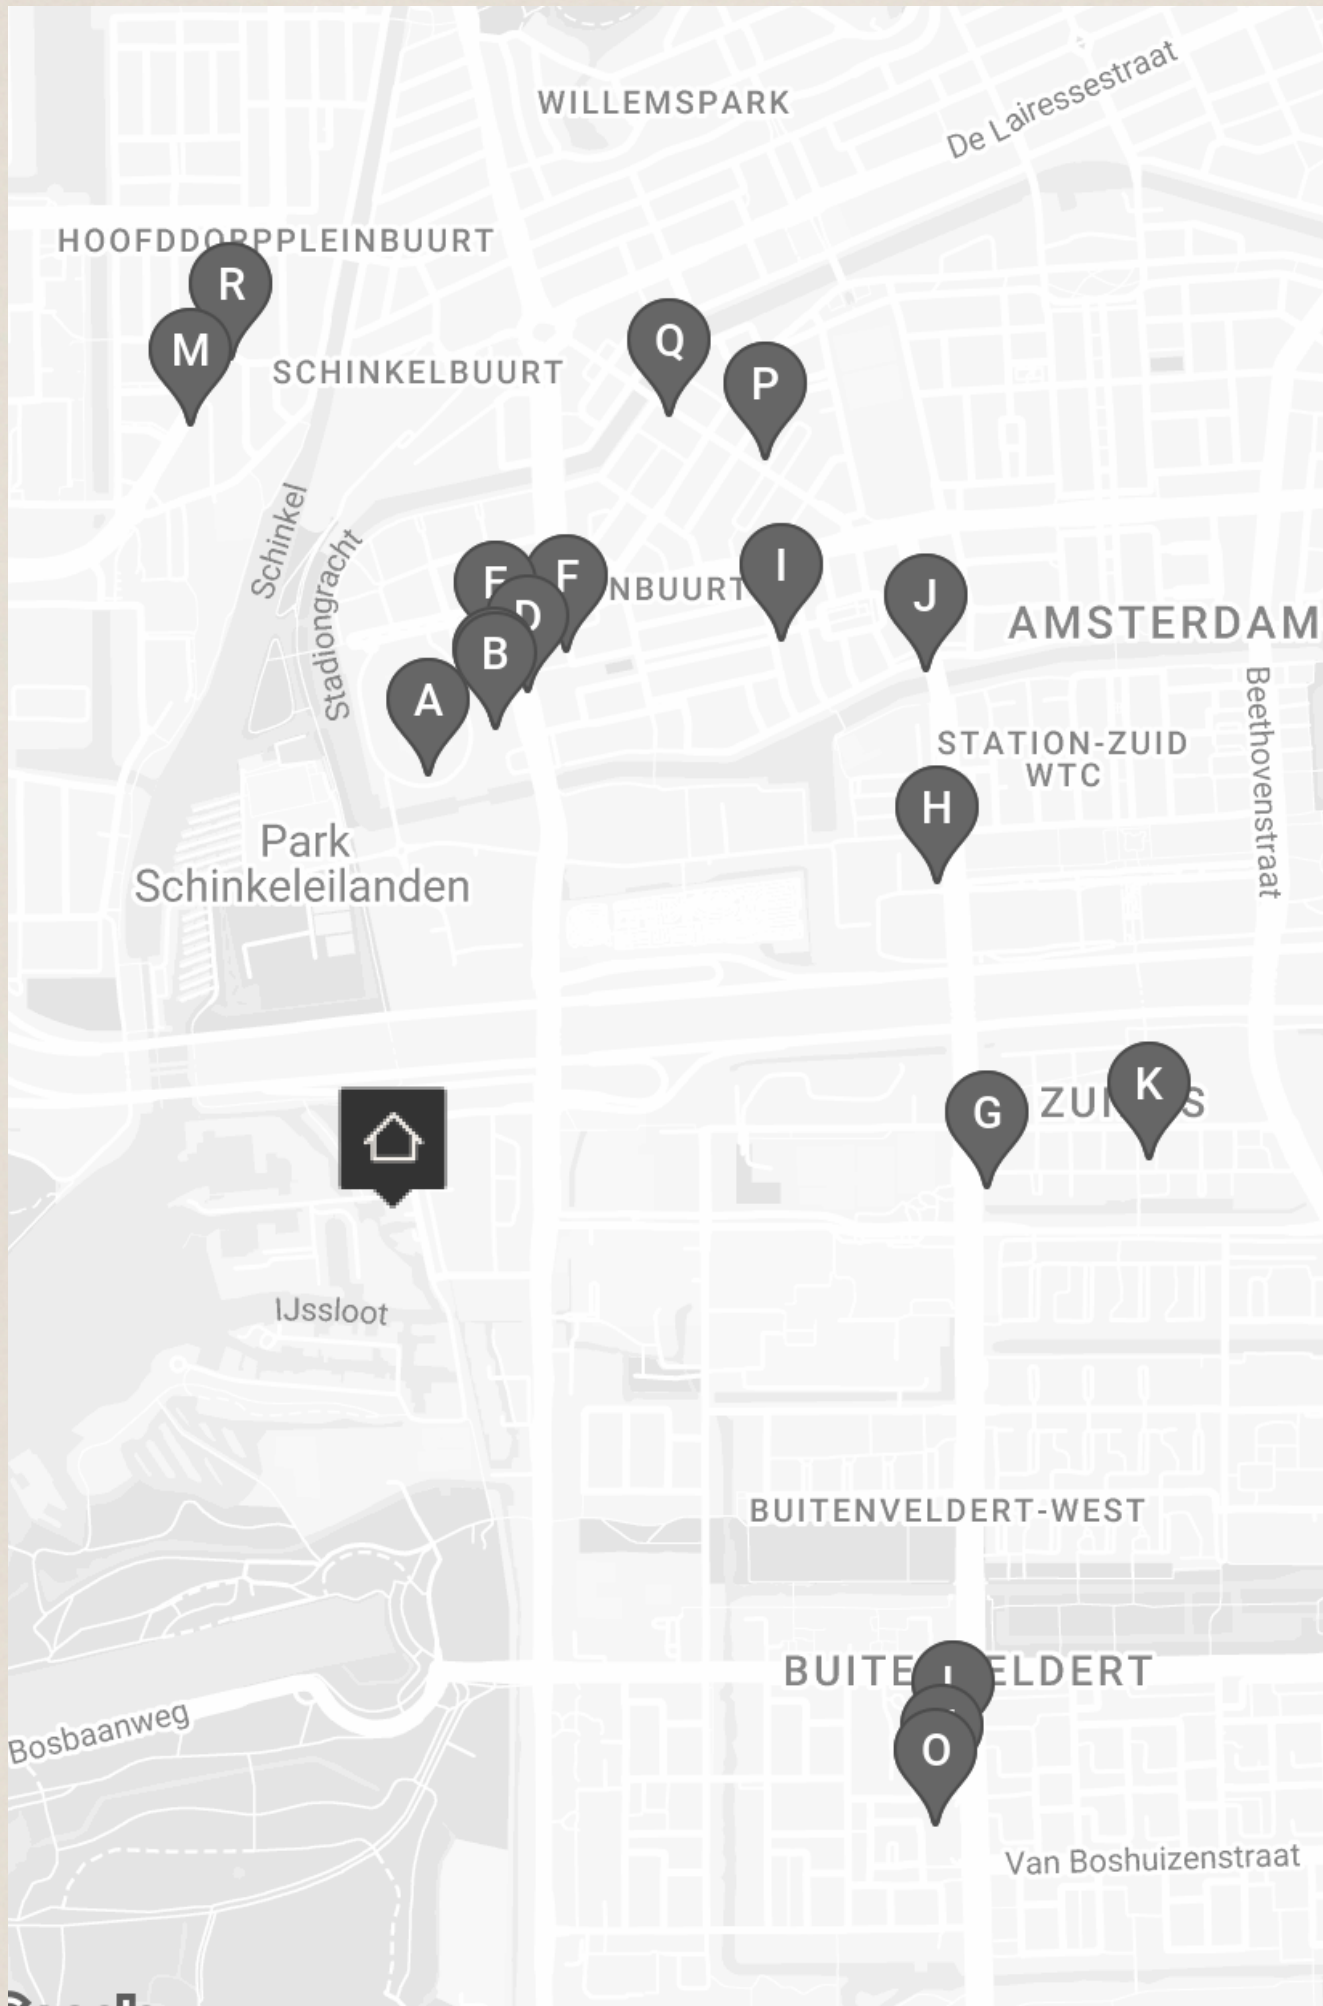 WILLEMSPARK
De Lairessestraat
HOOFDDORPPLEINBUURT
R
M
SCHINKELBUURT
Q
P
Schinkel
Stadiongracht
E
F
D
B
A
NBUURT
I
J
AMSTERDAM
Beethovenstraat
STATION-ZUID
WTC
H
Park
Schinkeleilanden
G
K
IJssloot
BUITENVELDERT-WEST
BUITE
ELDERT
O
Bosbaanweg
Van Boshuizenstraat